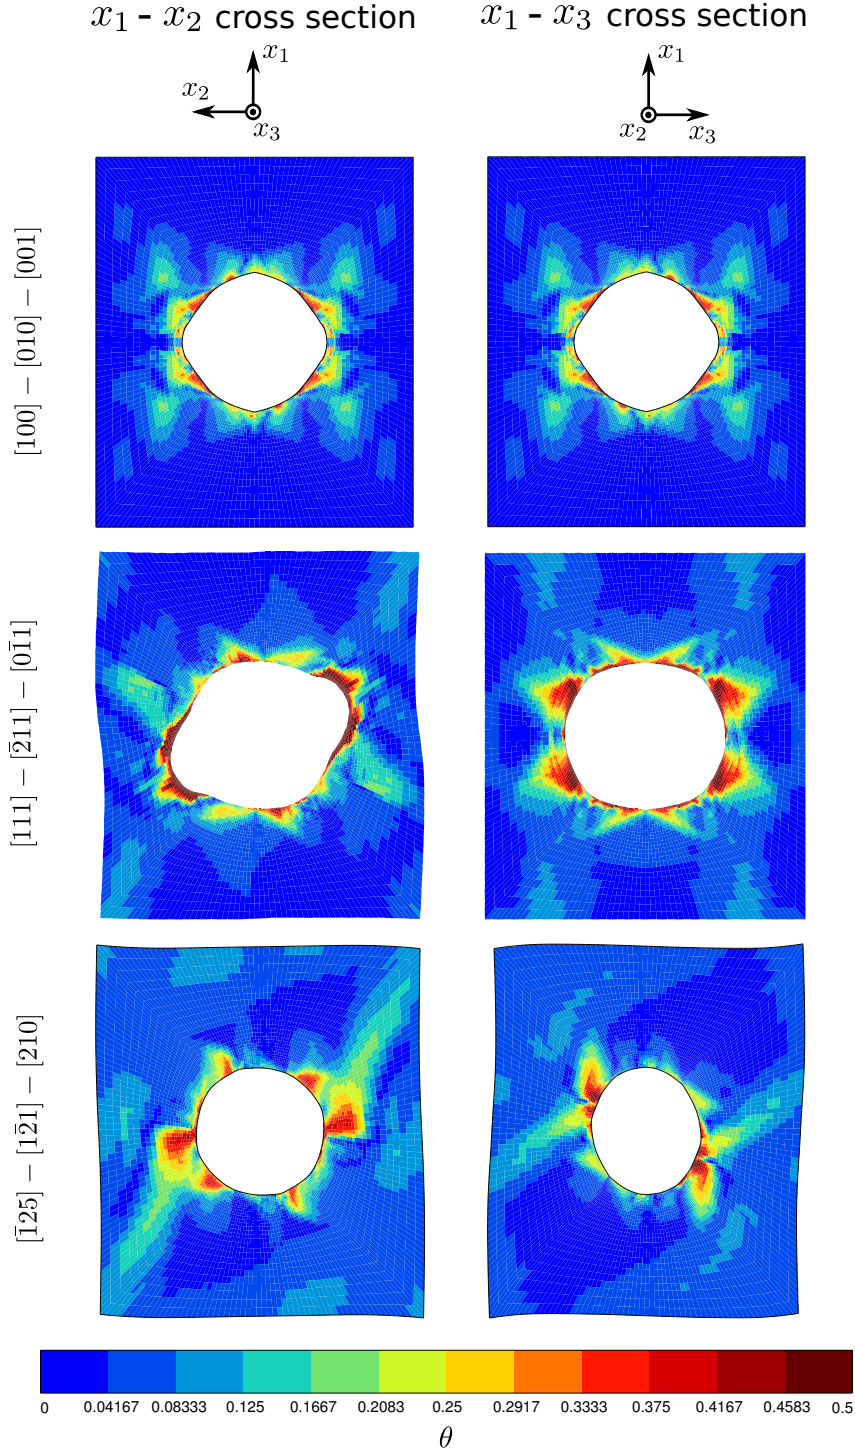 x₁ - x₂ cross section
x₁ - x₃ cross section
x₁
x₂
x₃
x₁
x₂
x₃
[100] − [010] − [001]
[111] − [2̄11] − [01̄1]
[1̄25] − [12̄1] − [210]
0 0.04167 0.08333 0.125 0.1667 0.2083 0.25 0.2917 0.3333 0.375 0.4167 0.4583 0.5
θ